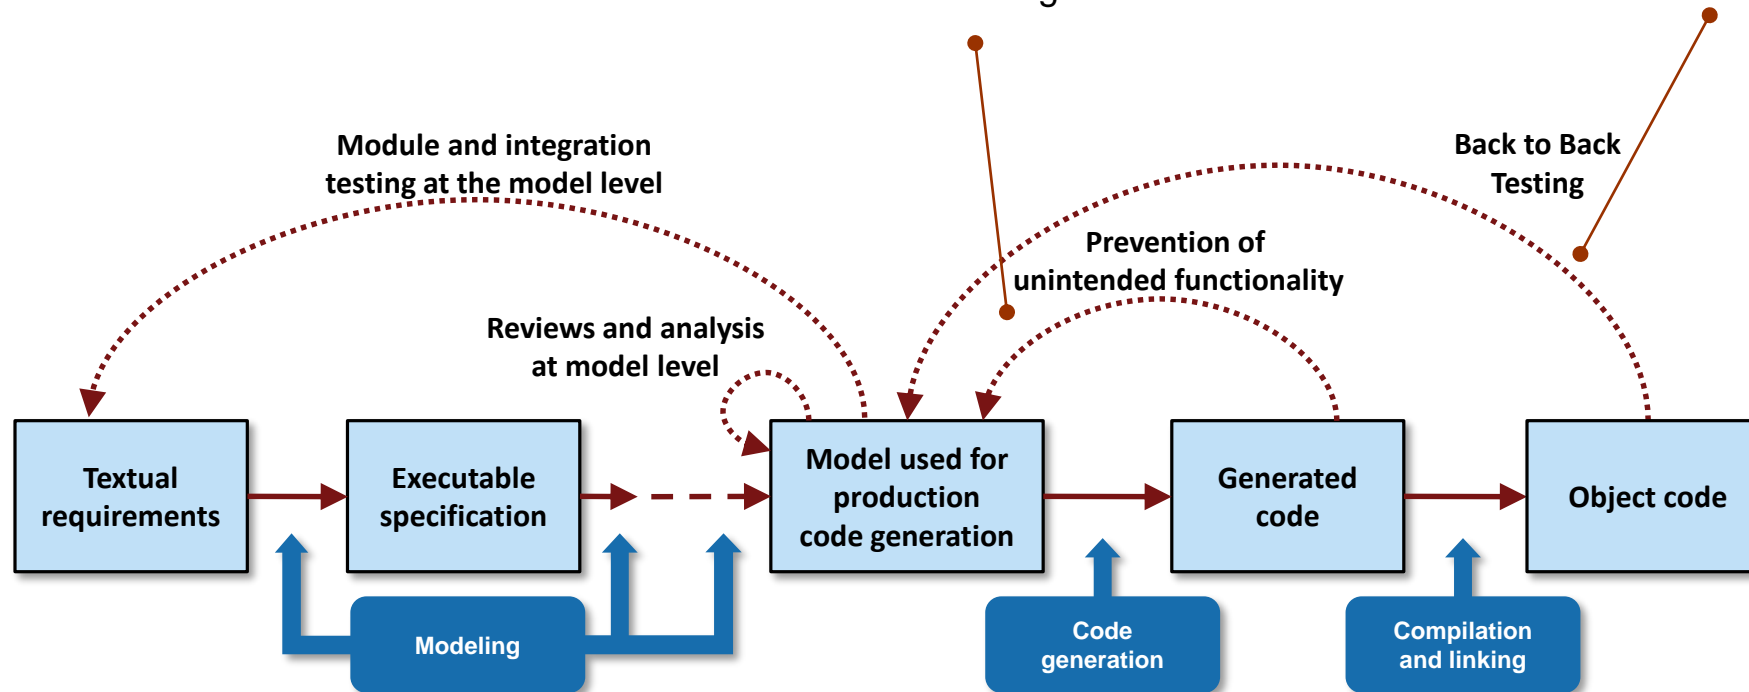 g
Module and integration
testing at the model level
Back to Back
Testing
Prevention of
unintended functionality
Reviews and analysis
at model level
Textual
requirements
Executable
specification
Model used for
production
code generation
Generated
code
Object code
Modeling
Code
generation
Compilation
and linking